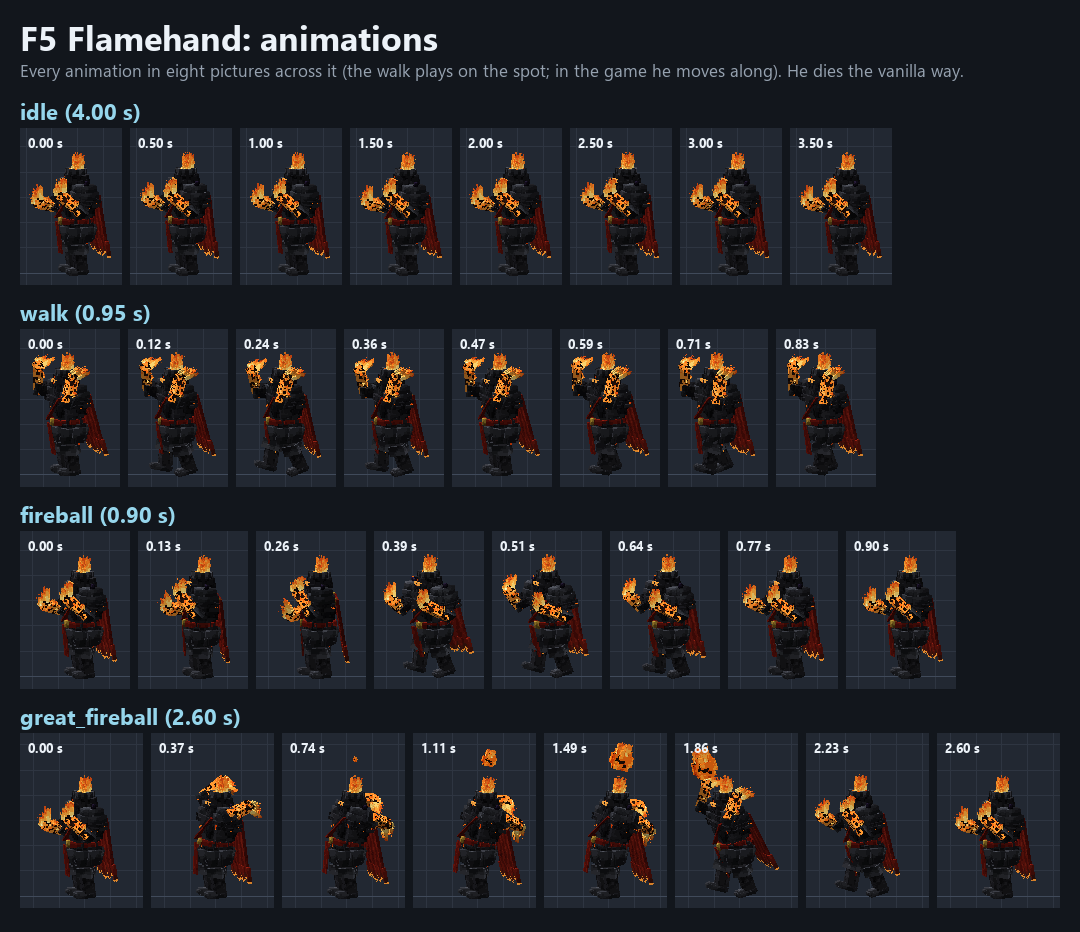 F5 Flamehand: animations
Every animation in eight pictures across it (the walk plays on the spot; in the game he moves along). He dies the vanilla way.
idle (4.00 s)
0.00 s 0.50 s 1.00 s 1.50 s 2.00 s 2.50 s 3.00 s 3.50 s
walk (0.95 s)
0.00 s 0.12 s 0.24 s 0.36 s 0.47 s 0.59 s 0.71 s 0.83 s
fireball (0.90 s)
0.00 s 0.13 s 0.26 s 0.39 s 0.51 s 0.64 s 0.77 s 0.90 s
great_fireball (2.60 s)
0.00 s 0.37 s 0.74 s 1.11 s 1.49 s 1.86 s 2.23 s 2.60 s